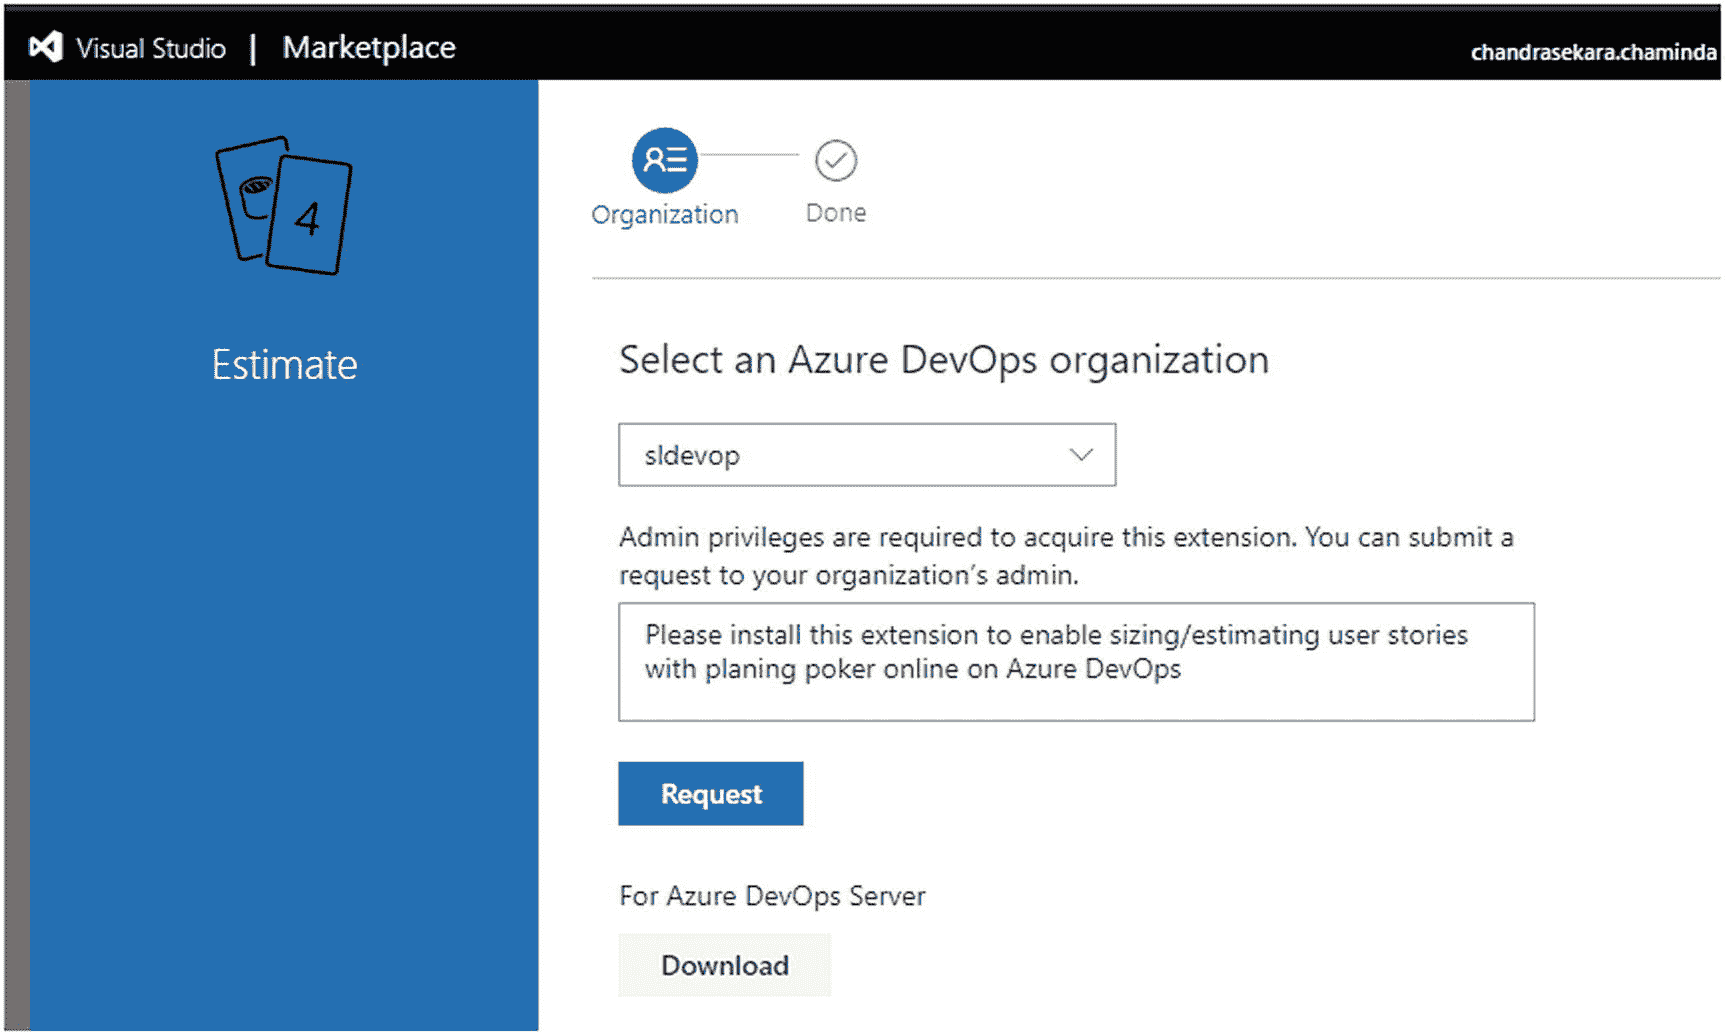 Visual Studio | Marketplace
chandrasekara.chaminda
4
Estimate
Organization
Done
Select an Azure DevOps organization
sldevop
Admin privileges are required to acquire this extension. You can submit a
request to your organization's admin.
Please install this extension to enable sizing/estimating user stories
with planing poker online on Azure DevOps
Request
For Azure DevOps Server
Download